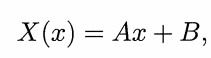 X(x) = Ax + B,